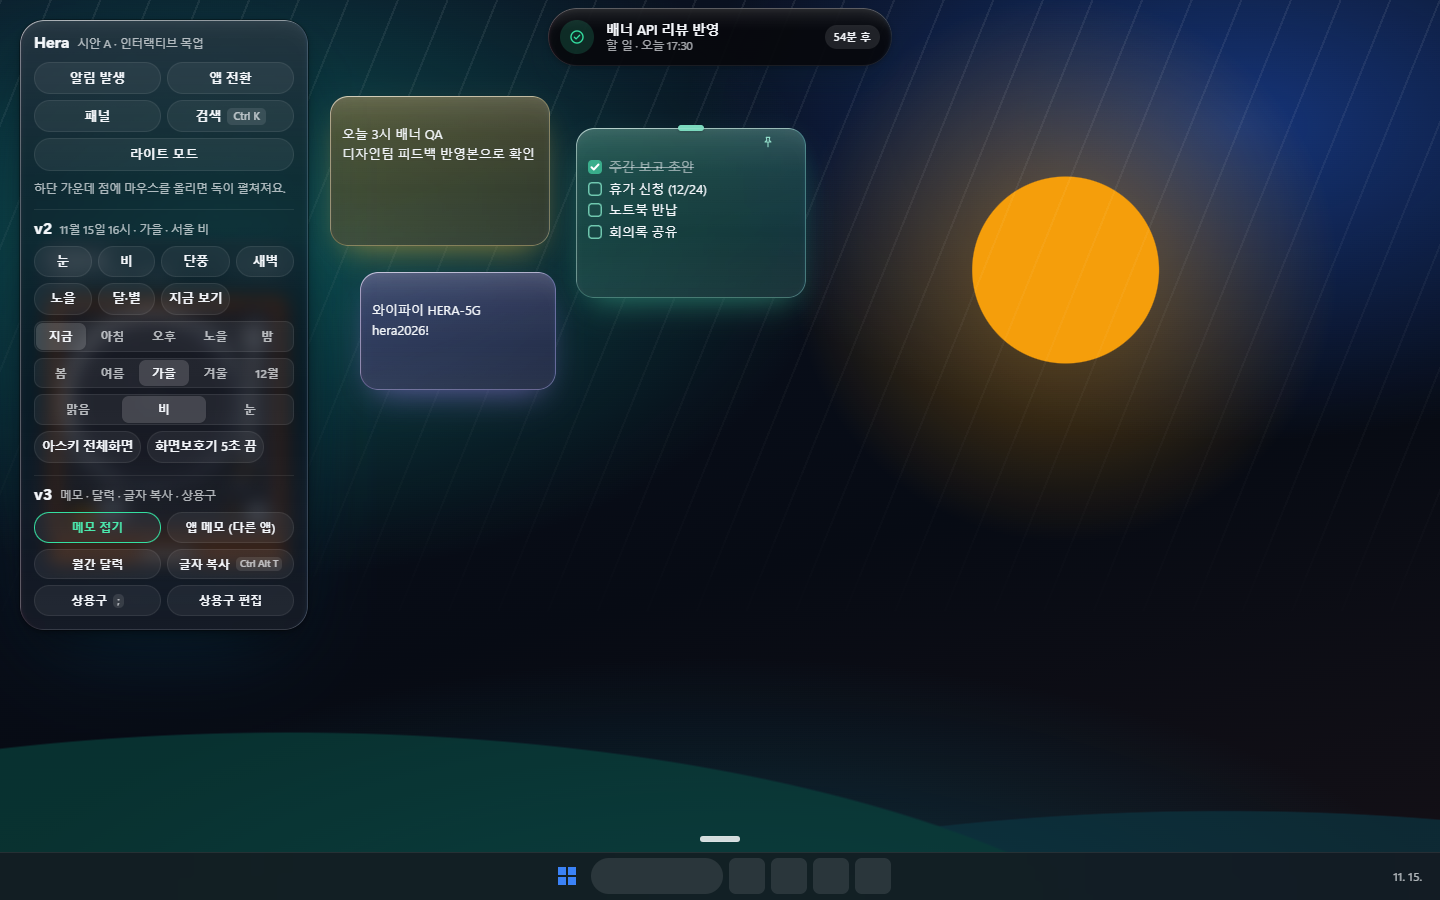 Hera 시안 A · 인터랙티브 목업
알림 발생
앱 전환
패널
검색 Ctrl K
라이트 모드
하단 가운데 점에 마우스를 올리면 독이 펼쳐져요.
v2 11월 15일 16시 · 가을 · 서울 비
눈
비
단풍
새벽
노을
달·별
지금 보기
지금
아침
오후
노을
밤
봄
여름
가을
겨울
12월
맑음
비
눈
아스키 전체화면
화면보호기 5초 끔
v3 메모 · 달력 · 글자 복사 · 상용구
메모 접기
앱 메모 (다른 앱)
월간 달력
글자 복사 Ctrl Alt T
상용구 ;
상용구 편집
배너 API 리뷰 반영
할 일 · 오늘 17:30
54분 후
오늘 3시 배너 QA
디자인팀 피드백 반영본으로 확인
주간 보고 초안
휴가 신청 (12/24)
노트북 반납
회의록 공유
와이파이 HERA-5G
hera2026!
11. 15.